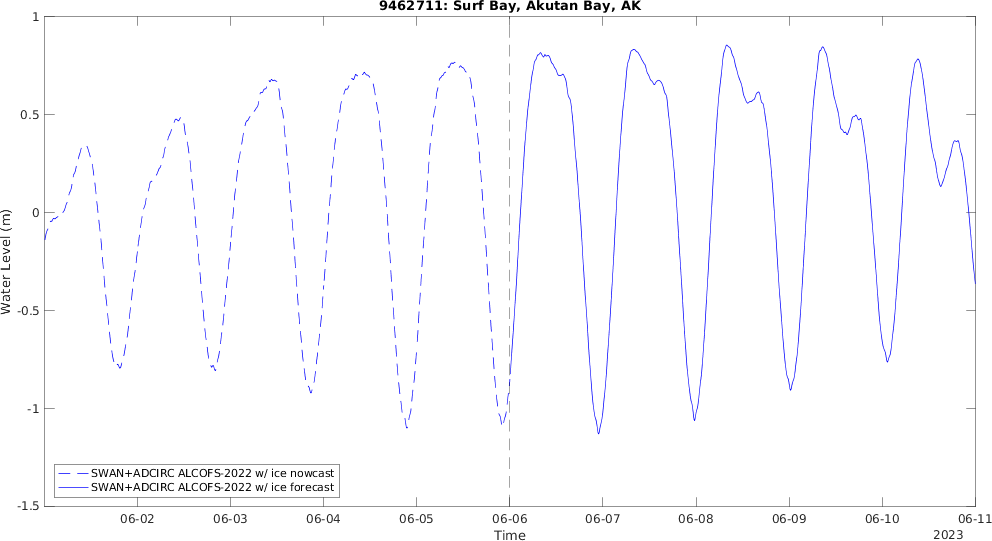 9462711: Surf Bay, Akutan Bay, AK
1
0.5
0
-0.5
-1
-1.5
Water Level (m)
SWAN+ADCIRC ALCOFS-2022 w/ ice nowcast
SWAN+ADCIRC ALCOFS-2022 w/ ice forecast
06-02 06-03 06-04 06-05 06-06 06-07 06-08 06-09 06-10 06-11
Time
2023